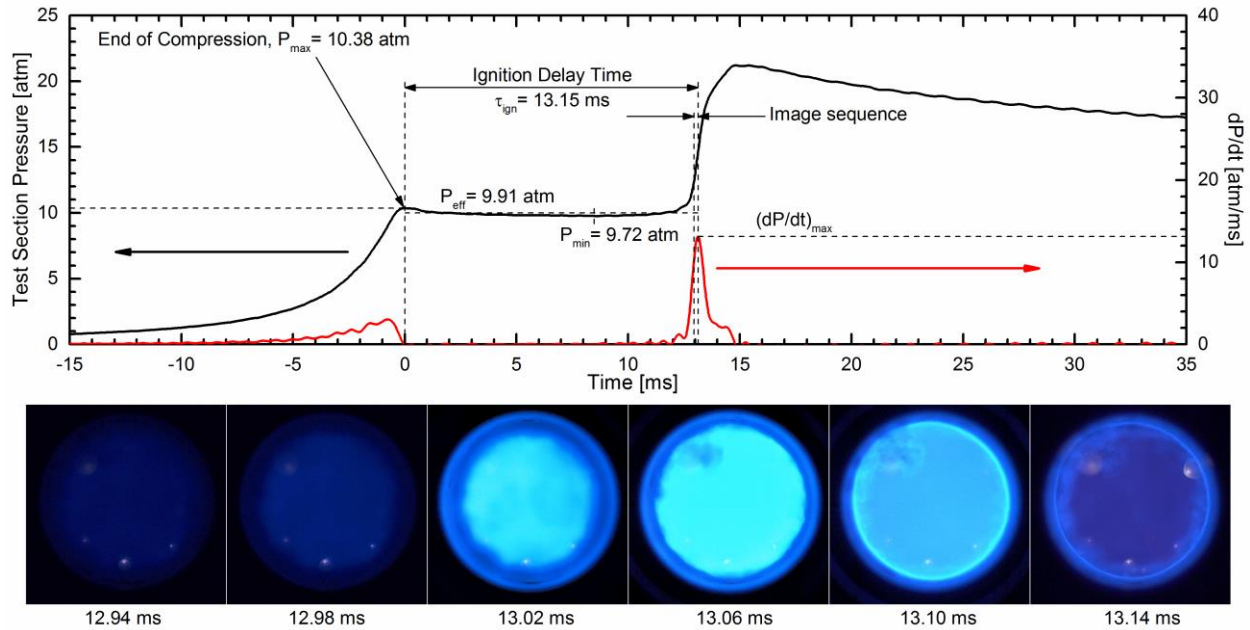 25
20
15
10
5
0
Test Section Pressure [atm]
End of Compression, P_max = 10.38 atm
Ignition Delay Time
τ_ign = 13.15 ms
Image sequence
P_eff = 9.91 atm
P_min = 9.72 atm
(dP/dt)_max
40
30
20
10
0
dP/dt [atm/ms]
-15 -10 -5 0 5 10 15 20 25 30 35
Time [ms]
12.94 ms 12.98 ms 13.02 ms 13.06 ms 13.10 ms 13.14 ms